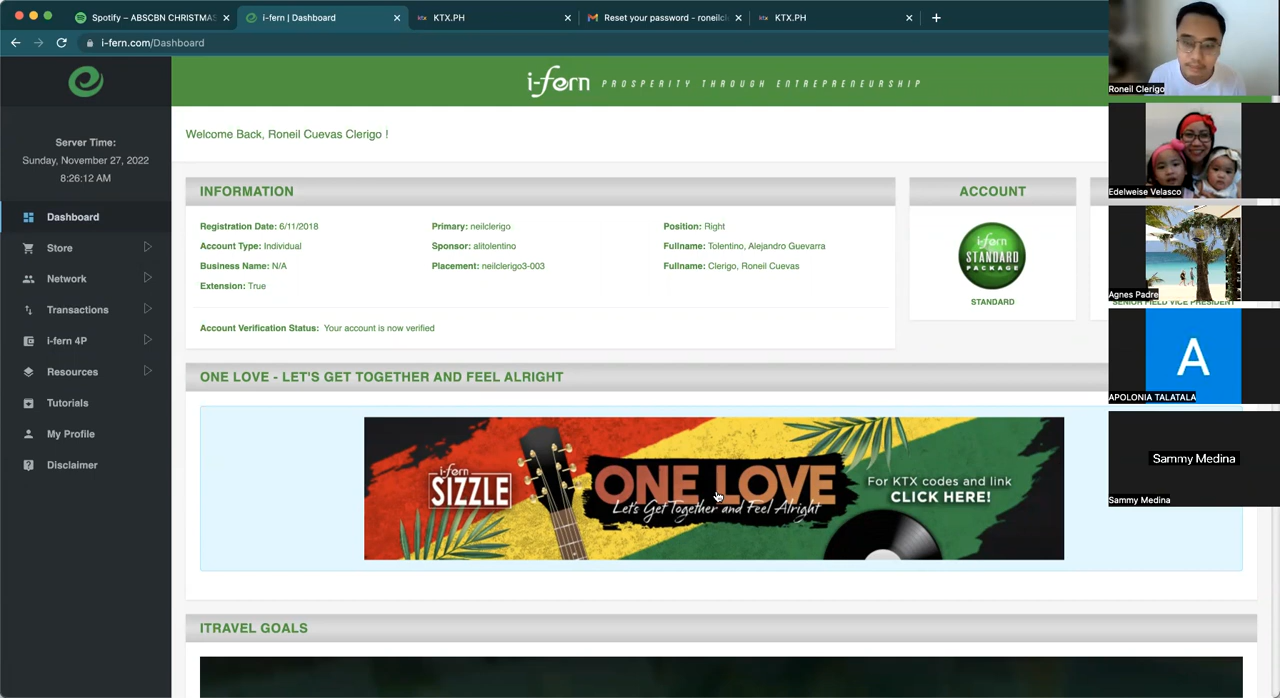 Spotify – ABSCBN CHRISTMAS
i-fern | Dashboard
KTX.PH
Reset your password - roneilcl
KTX.PH
i-fern.com/Dashboard
i-fern PROSPERITY THROUGH ENTREPRENEURSHIP
Server Time:
Sunday, November 27, 2022
8:26:12 AM
Dashboard
Store
Network
Transactions
i-fern 4P
Resources
Tutorials
My Profile
Disclaimer
Welcome Back, Roneil Cuevas Clerigo !
INFORMATION
Registration Date: 6/11/2018
Primary: neilclerigo
Position: Right
Account Type: Individual
Sponsor: alitolentino
Fullname: Tolentino, Alejandro Guevarra
Business Name: N/A
Placement: neilclerigo3-003
Fullname: Clerigo, Roneil Cuevas
Extension: True
Account Verification Status: Your account is now verified
ACCOUNT
i-fern
STANDARD
PACKAGE
STANDARD
SENIOR FIELD VICE PRESIDENT
ONE LOVE - LET'S GET TOGETHER AND FEEL ALRIGHT
i-fern
SIZZLE
ONE LOVE
Let's Get Together and Feel Alright
For KTX codes and link
CLICK HERE!
ITRAVEL GOALS
Roneil Clerigo
Edelweise Velasco
Agnes Padre
A
APOLONIA TALATALA
Sammy Medina
Sammy Medina